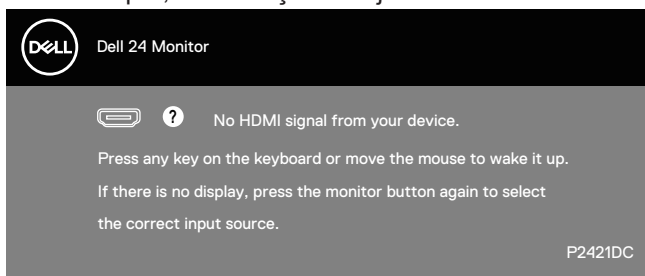 DELL
Dell 24 Monitor
? No HDMI signal from your device.
Press any key on the keyboard or move the mouse to wake it up.
If there is no display, press the monitor button again to select
the correct input source.
P2421DC